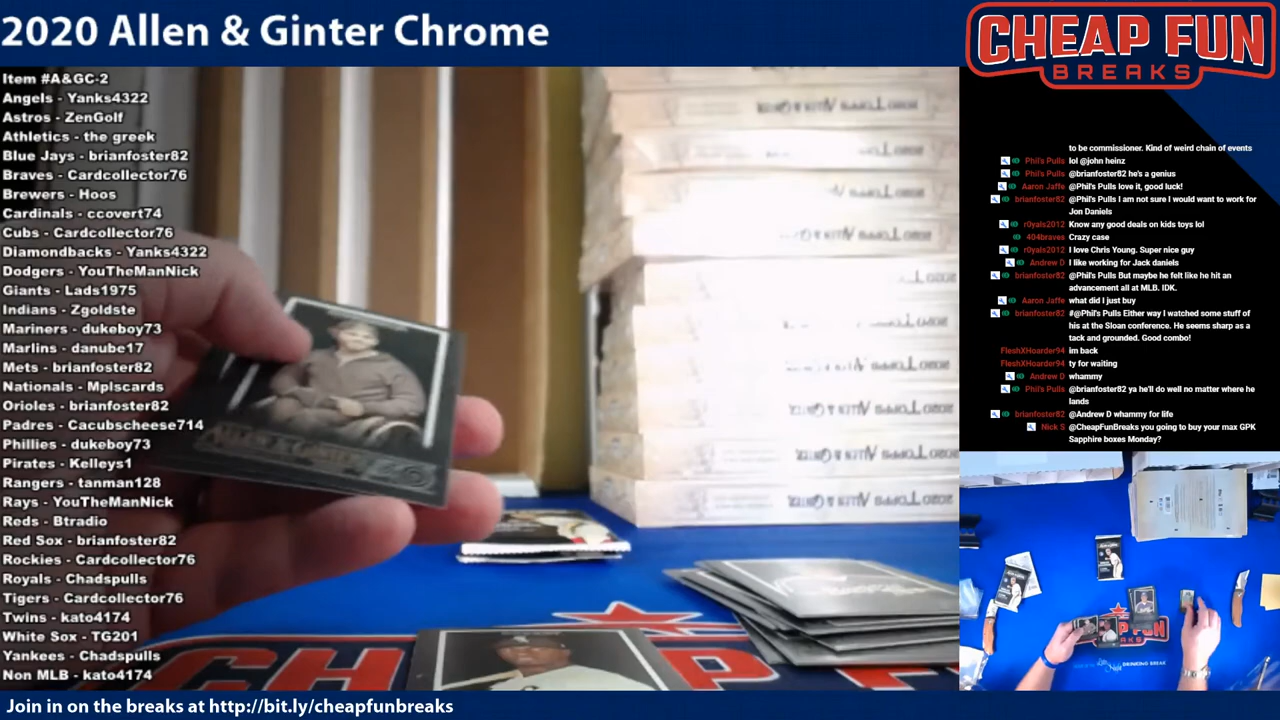 2020 Allen & Ginter Chrome
CHEAP FUN
BREAKS
Item #A&GC-2
Angels - Yanks4322
Astros - ZenGolf
Athletics - the greek
Blue Jays - brianfoster82
Braves - Cardcollector76
Brewers - Hoos
Cardinals - ccovert74
Cubs - Cardcollector76
Diamondbacks - Yanks4322
Dodgers - YouTheManNick
Giants - Lads1975
Indians - Zgoldste
Mariners - dukeboy73
Marlins - danube17
Mets - brianfoster82
Nationals - Mplscards
Orioles - brianfoster82
Padres - Cacubscheese714
Phillies - dukeboy73
Pirates - Kelleys1
Rangers - tanman128
Rays - YouTheManNick
Reds - Btradio
Red Sox - brianfoster82
Rockies - Cardcollector76
Royals - Chadspulls
Tigers - Cardcollector76
Twins - kato4174
White Sox - TG201
Yankees - Chadspulls
Non MLB - kato4174
to be commissioner. Kind of weird chain of events
Phil's Pulls lol @john heinz
Phil's Pulls @brianfoster82 he's a genius
Aaron Jaffe @Phil's Pulls love it, good luck!
brianfoster82 @Phil's Pulls I am not sure I would want to work for
Jon Daniels
r0yals2012 Know any good deals on kids toys lol
404braves Crazy case
r0yals2012 I love Chris Young. Super nice guy
Andrew D I like working for Jack daniels
brianfoster82 @Phil's Pulls But maybe he felt like he hit an
advancement all at MLB. IDK.
Aaron Jaffe what did I just buy
brianfoster82 #@Phil's Pulls Either way I watched some stuff of
his at the Sloan conference. He seems sharp as a
tack and grounded. Good combo!
FleshXHoarder94 im back
FleshXHoarder94 ty for waiting
Andrew D whammy
Phil's Pulls @brianfoster82 ya he'll do well no matter where he
lands
brianfoster82 @Andrew D whammy for life
Nick S @CheapFunBreaks you going to buy your max GPK
Sapphire boxes Monday?
2020 TOPPS ALLEN & GINTER
ALLEN & GINTER
CHEAP FUN
BREAKS
DRINKING BREAK
Join in on the breaks at http://bit.ly/cheapfunbreaks